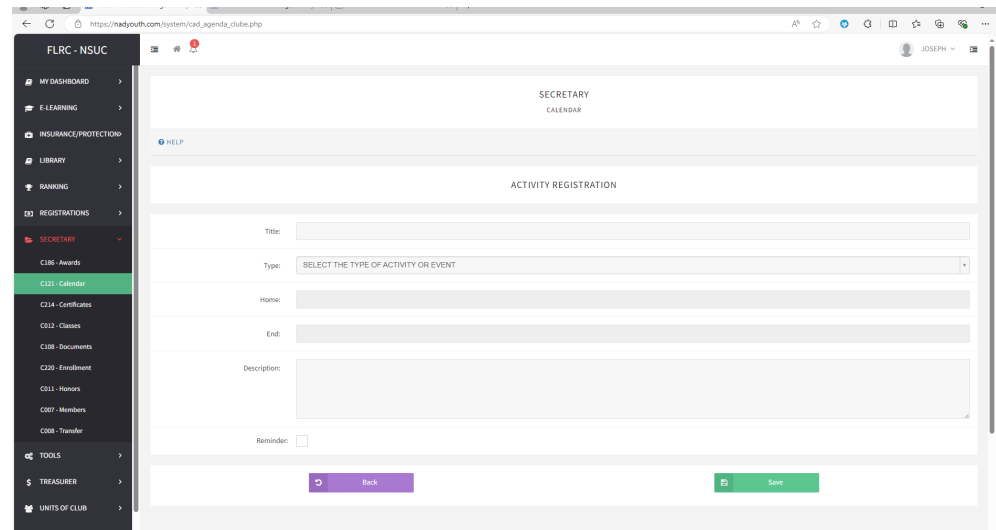 https://nadyouth.com/system/cad_agenda_clube.php
FLRC - NSUC
1
JOSEPH
MY DASHBOARD
E-LEARNING
INSURANCE/PROTECTION
LIBRARY
RANKING
REGISTRATIONS
SECRETARY
C186 - Awards
C121 - Calendar
C214 - Certificates
C012 - Classes
C108 - Documents
C220 - Enrollment
C011 - Honors
C007 - Members
C008 - Transfer
TOOLS
TREASURER
UNITS OF CLUB
SECRETARY
CALENDAR
HELP
ACTIVITY REGISTRATION
Title:
Type: SELECT THE TYPE OF ACTIVITY OR EVENT
Home:
End:
Description:
Reminder:
Back
Save